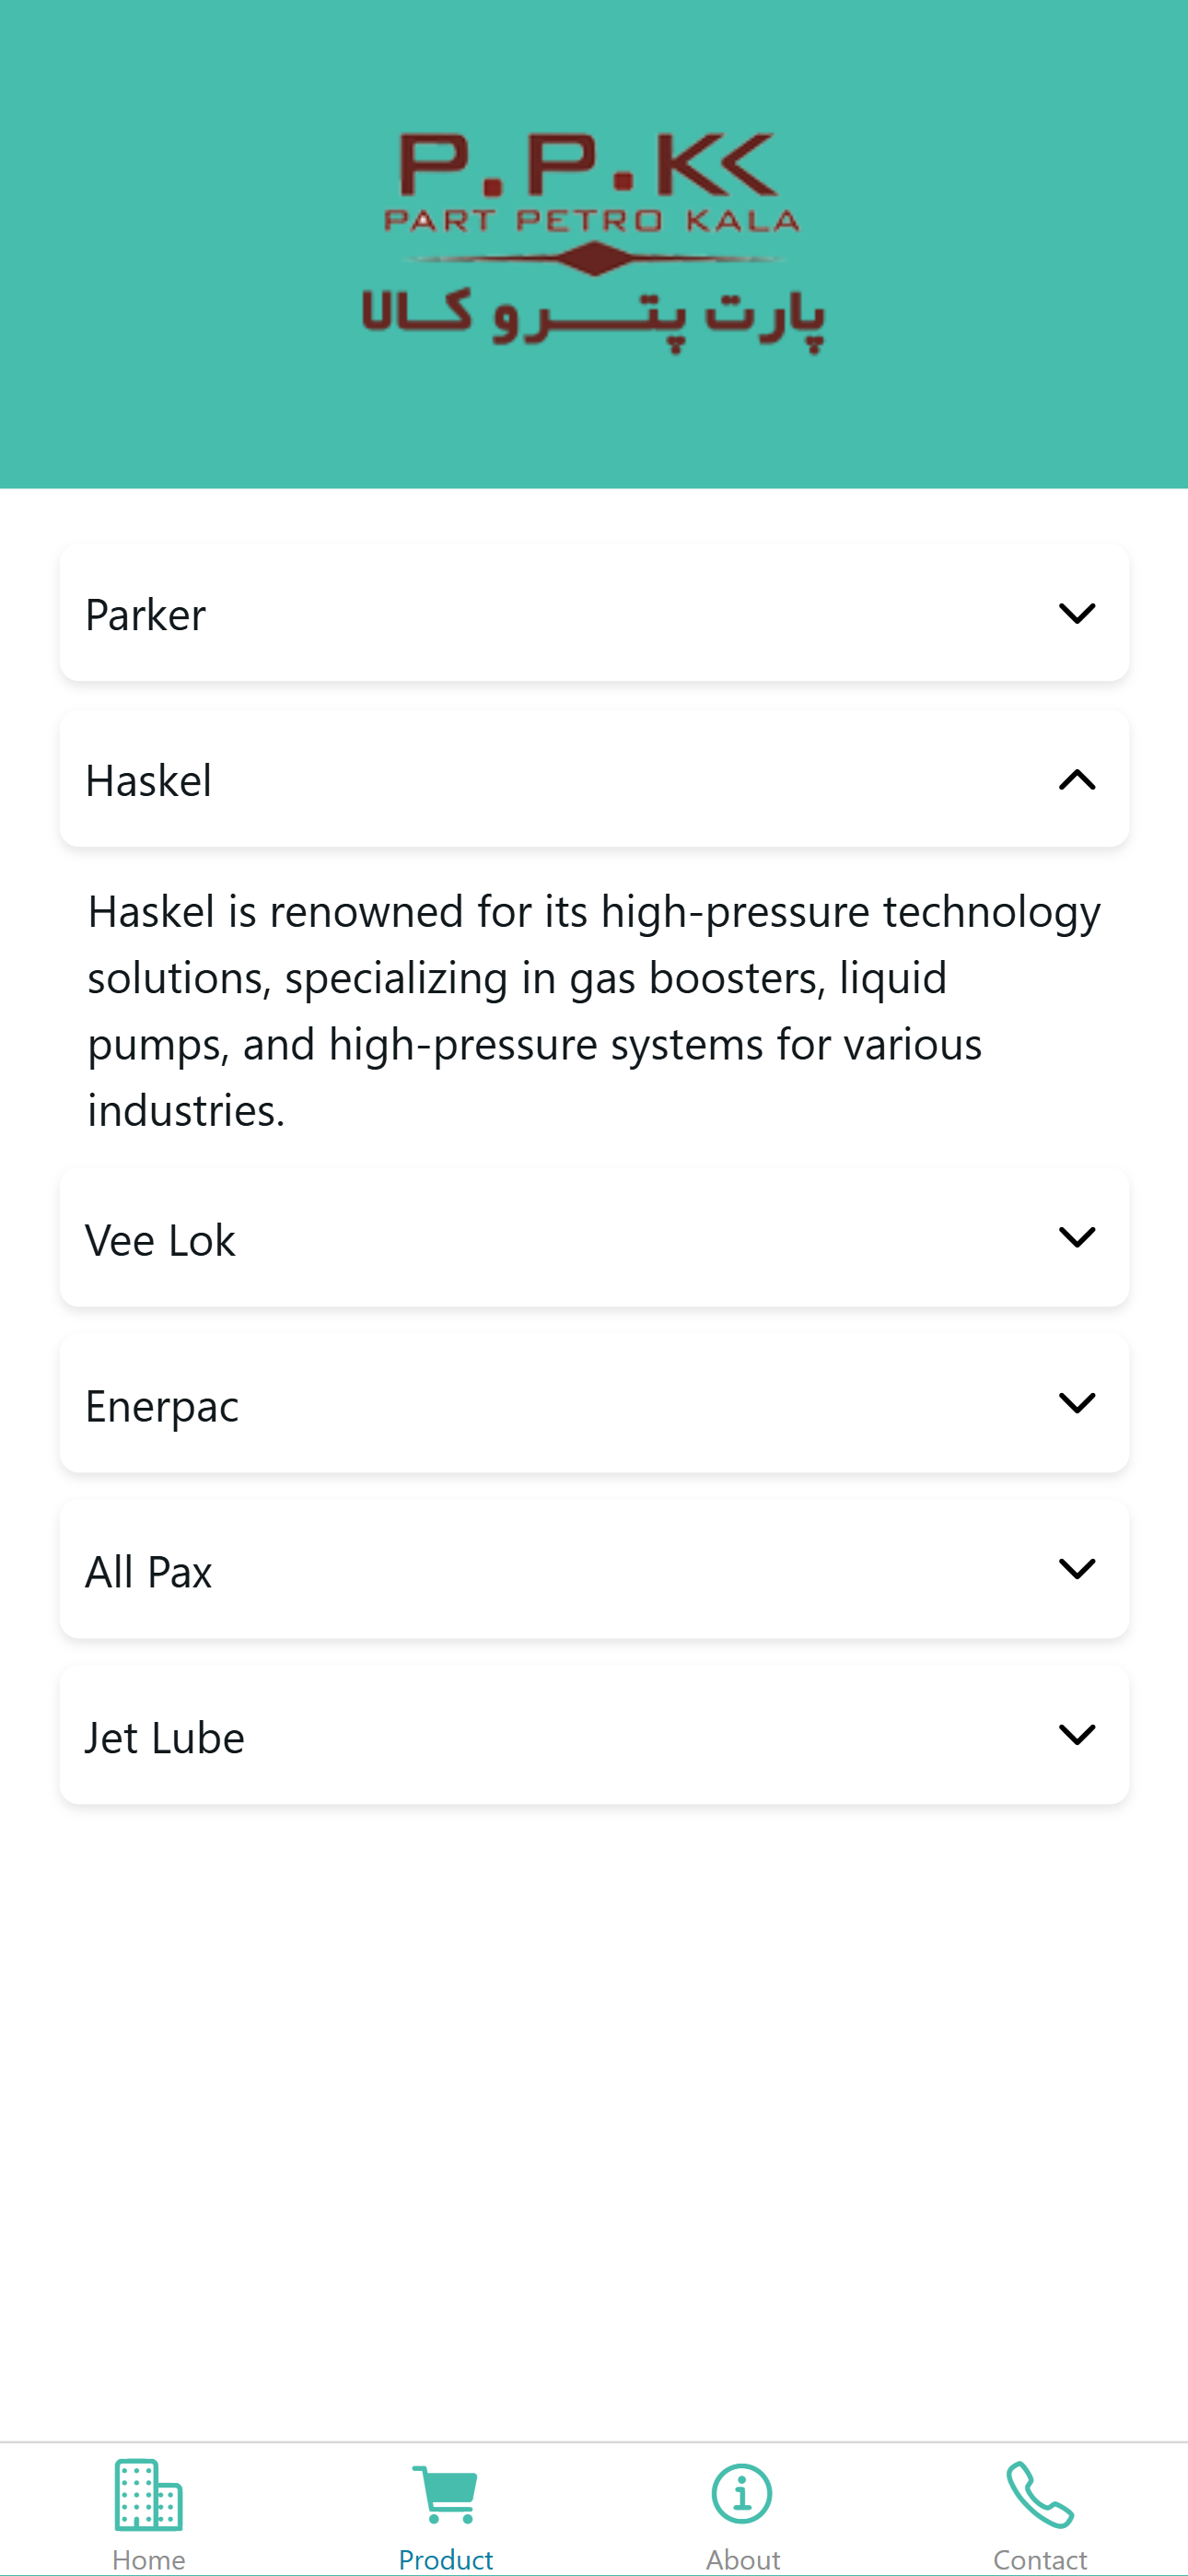 P.P.K
PART PETRO KALA
پارت پترو کالا
Parker
Haskel
Haskel is renowned for its high-pressure technology
solutions, specializing in gas boosters, liquid
pumps, and high-pressure systems for various
industries.
Vee Lok
Enerpac
All Pax
Jet Lube
Home
Product
About
Contact